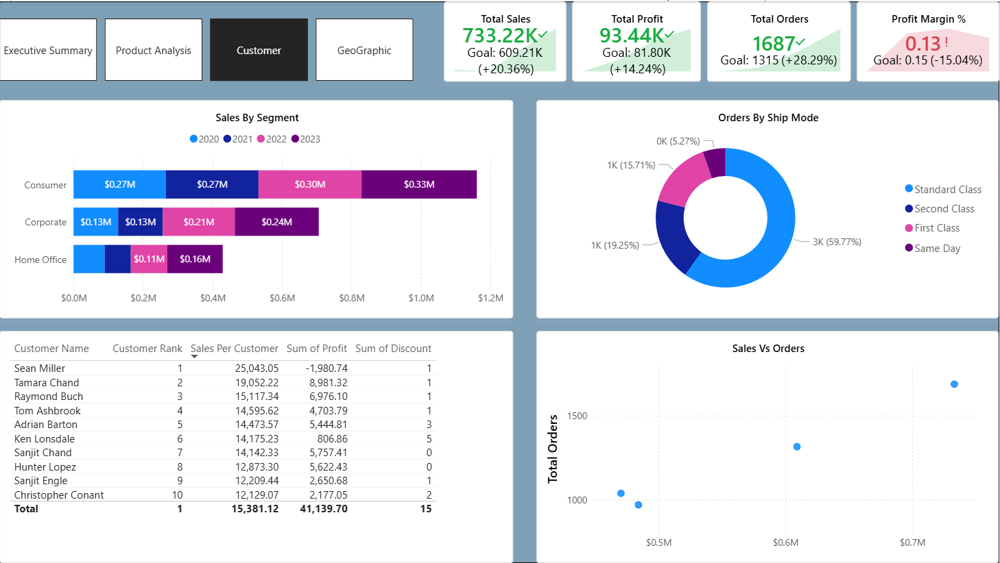 Executive Summary
Product Analysis
Customer
GeoGraphic
Total Sales
733.22K
Goal: 609.21K
(+20.36%)
Total Profit
93.44K
Goal: 81.80K
(+14.24%)
Total Orders
1687
Goal: 1315 (+28.29%)
Profit Margin %
0.13 !
Goal: 0.15 (-15.04%)
Sales By Segment
2020 2021 2022 2023
Consumer $0.27M $0.27M $0.30M $0.33M
Corporate $0.13M $0.13M $0.21M $0.24M
Home Office $0.11M $0.16M
$0.0M $0.2M $0.4M $0.6M $0.8M $1.0M $1.2M
Orders By Ship Mode
0K (5.27%)
1K (15.71%)
1K (19.25%)
3K (59.77%)
Standard Class
Second Class
First Class
Same Day
Customer Name Customer Rank Sales Per Customer Sum of Profit Sum of Discount
Sean Miller 1 25,043.05 -1,980.74 1
Tamara Chand 2 19,052.22 8,981.32 1
Raymond Buch 3 15,117.34 6,976.10 1
Tom Ashbrook 4 14,595.62 4,703.79 1
Adrian Barton 5 14,473.57 5,444.81 3
Ken Lonsdale 6 14,175.23 806.86 5
Sanjit Chand 7 14,142.33 5,757.41 0
Hunter Lopez 8 12,873.30 5,622.43 0
Sanjit Engle 9 12,209.44 2,650.68 1
Christopher Conant 10 12,129.07 2,177.05 2
Total 1 15,381.12 41,139.70 15
Sales Vs Orders
Total Orders
1500
1000
$0.5M $0.6M $0.7M